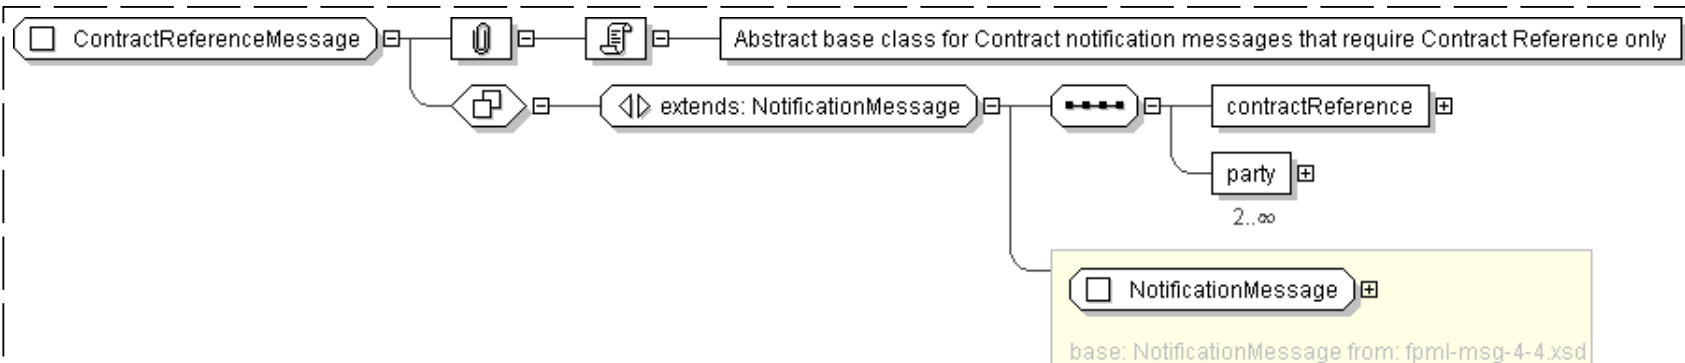 ContractReferenceMessage
Abstract base class for Contract notification messages that require Contract Reference only
extends: NotificationMessage
contractReference
party
2..∞
NotificationMessage
base: NotificationMessage from: fpml-msg-4-4.xsd